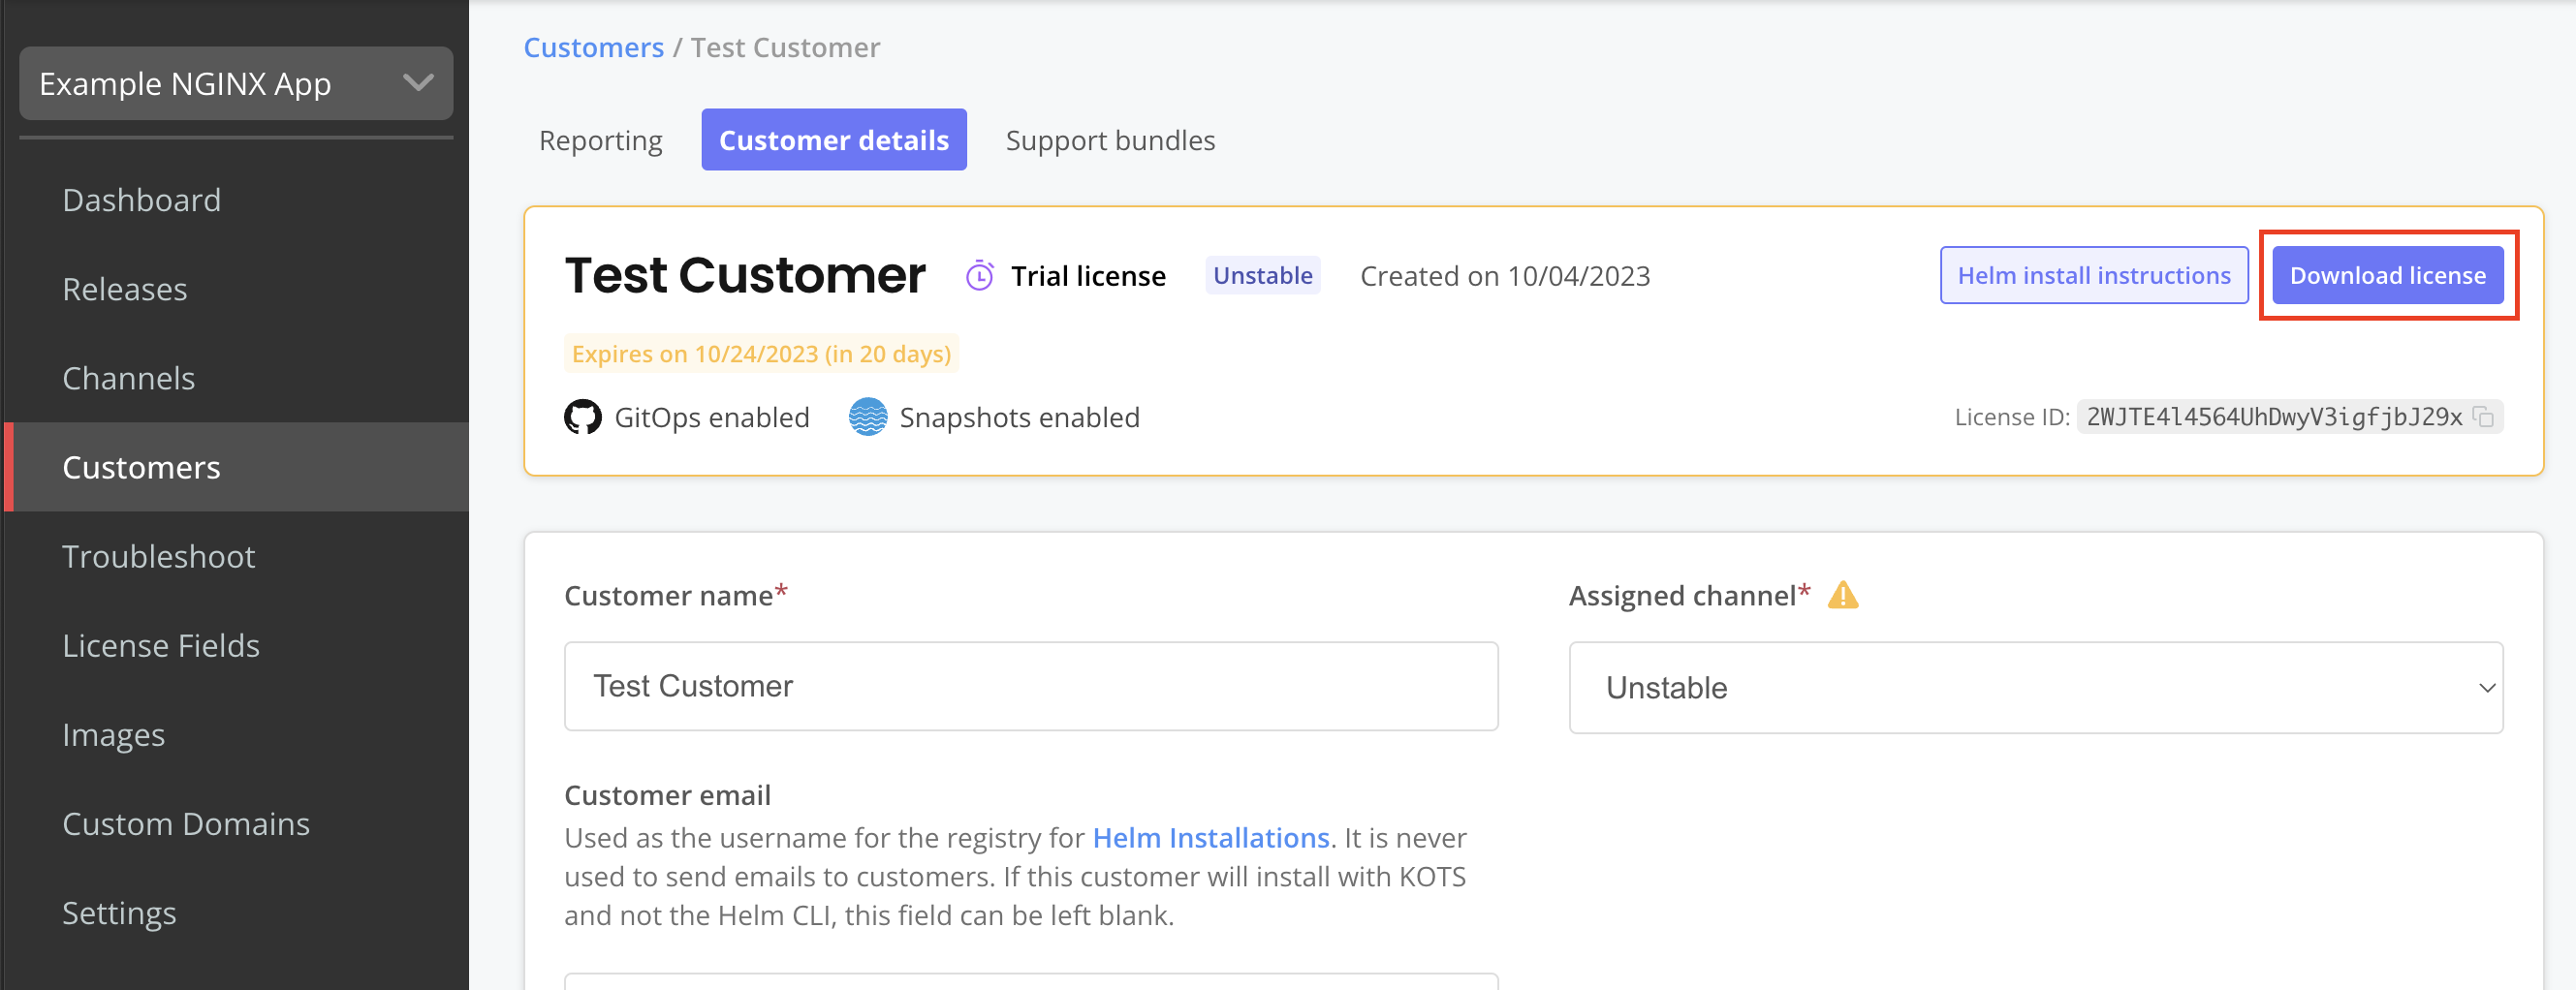 Example NGINX App
Dashboard
Releases
Channels
Customers
Troubleshoot
License Fields
Images
Custom Domains
Settings
Customers / Test Customer
Reporting
Customer details
Support bundles
Test Customer
Trial license
Unstable
Created on 10/04/2023
Helm install instructions
Download license
Expires on 10/24/2023 (in 20 days)
GitOps enabled
Snapshots enabled
License ID: 2WJTE4l4564UhDwyV3igfjbJ29x
Customer name*
Test Customer
Assigned channel*
Unstable
Customer email
Used as the username for the registry for Helm Installations. It is never
used to send emails to customers. If this customer will install with KOTS
and not the Helm CLI, this field can be left blank.